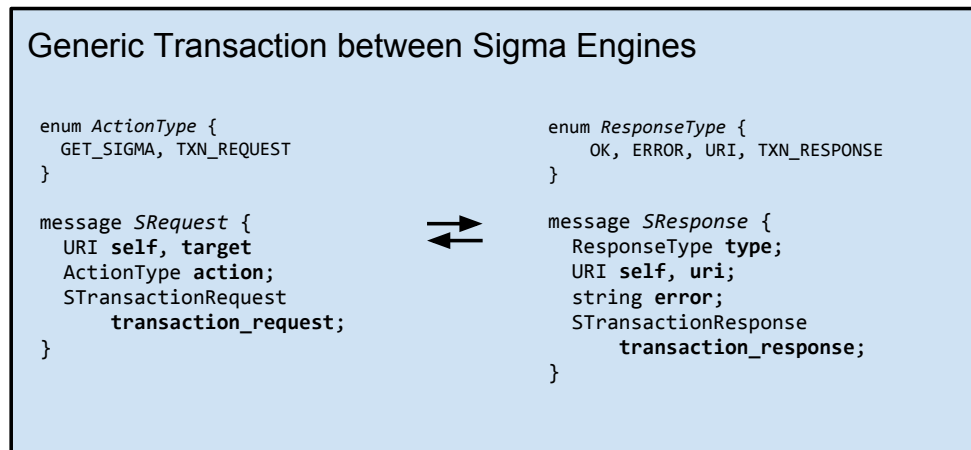 Generic Transaction between Sigma Engines
enum ActionType {
GET_SIGMA, TXN_REQUEST
}
message SRequest {
URI self, target
ActionType action;
STransactionRequest
transaction_request;
}
enum ResponseType {
OK, ERROR, URI, TXN_RESPONSE
}
message SResponse {
ResponseType type;
URI self, uri;
string error;
STransactionResponse
transaction_response;
}